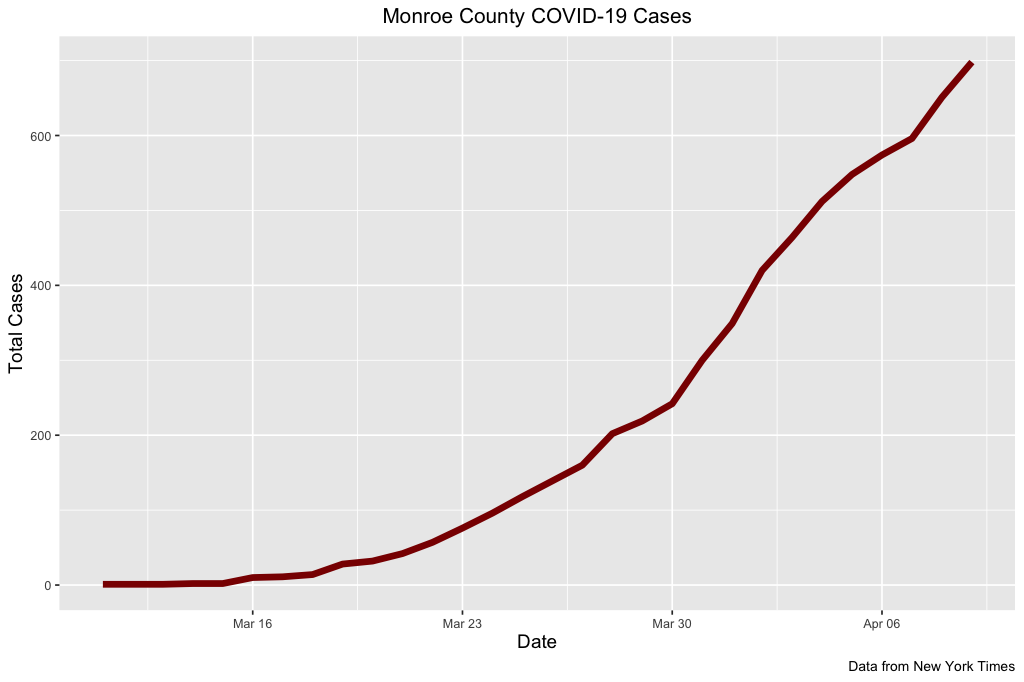 Monroe County COVID-19 Cases
Total Cases
600
400
200
0
Mar 16 Mar 23 Mar 30 Apr 06
Date
Data from New York Times